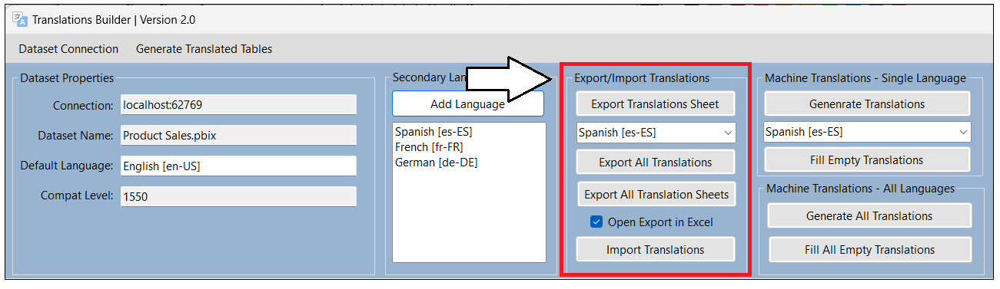 Translations Builder | Version 2.0
Dataset Connection Generate Translated Tables
Dataset Properties
Connection: localhost:62769
Dataset Name: Product Sales.pbix
Default Language: English [en-US]
Compat Level: 1550
Secondary Lan
Add Language
Spanish [es-ES]
French [fr-FR]
German [de-DE]
Export/Import Translations
Export Translations Sheet
Spanish [es-ES]
Export All Translations
Export All Translation Sheets
Open Export in Excel
Import Translations
Machine Translations - Single Language
Genenrate Translations
Spanish [es-ES]
Fill Empty Translations
Machine Translations - All Languages
Generate All Translations
Fill All Empty Translations